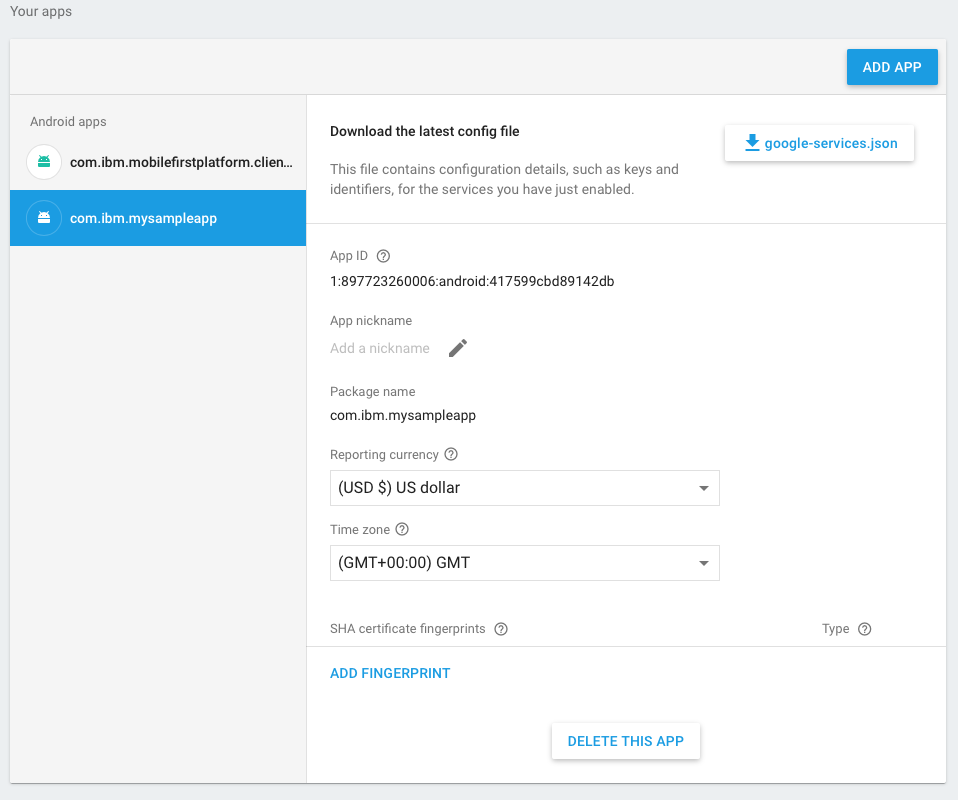 Your apps
ADD APP
Android apps
com.ibm.mobilefirstplatform.clien...
com.ibm.mysampleapp
Download the latest config file
google-services.json
This file contains configuration details, such as keys and
identifiers, for the services you have just enabled.
App ID
1:897723260006:android:417599cbd89142db
App nickname
Add a nickname
Package name
com.ibm.mysampleapp
Reporting currency
(USD $) US dollar
Time zone
(GMT+00:00) GMT
SHA certificate fingerprints
Type
ADD FINGERPRINT
DELETE THIS APP